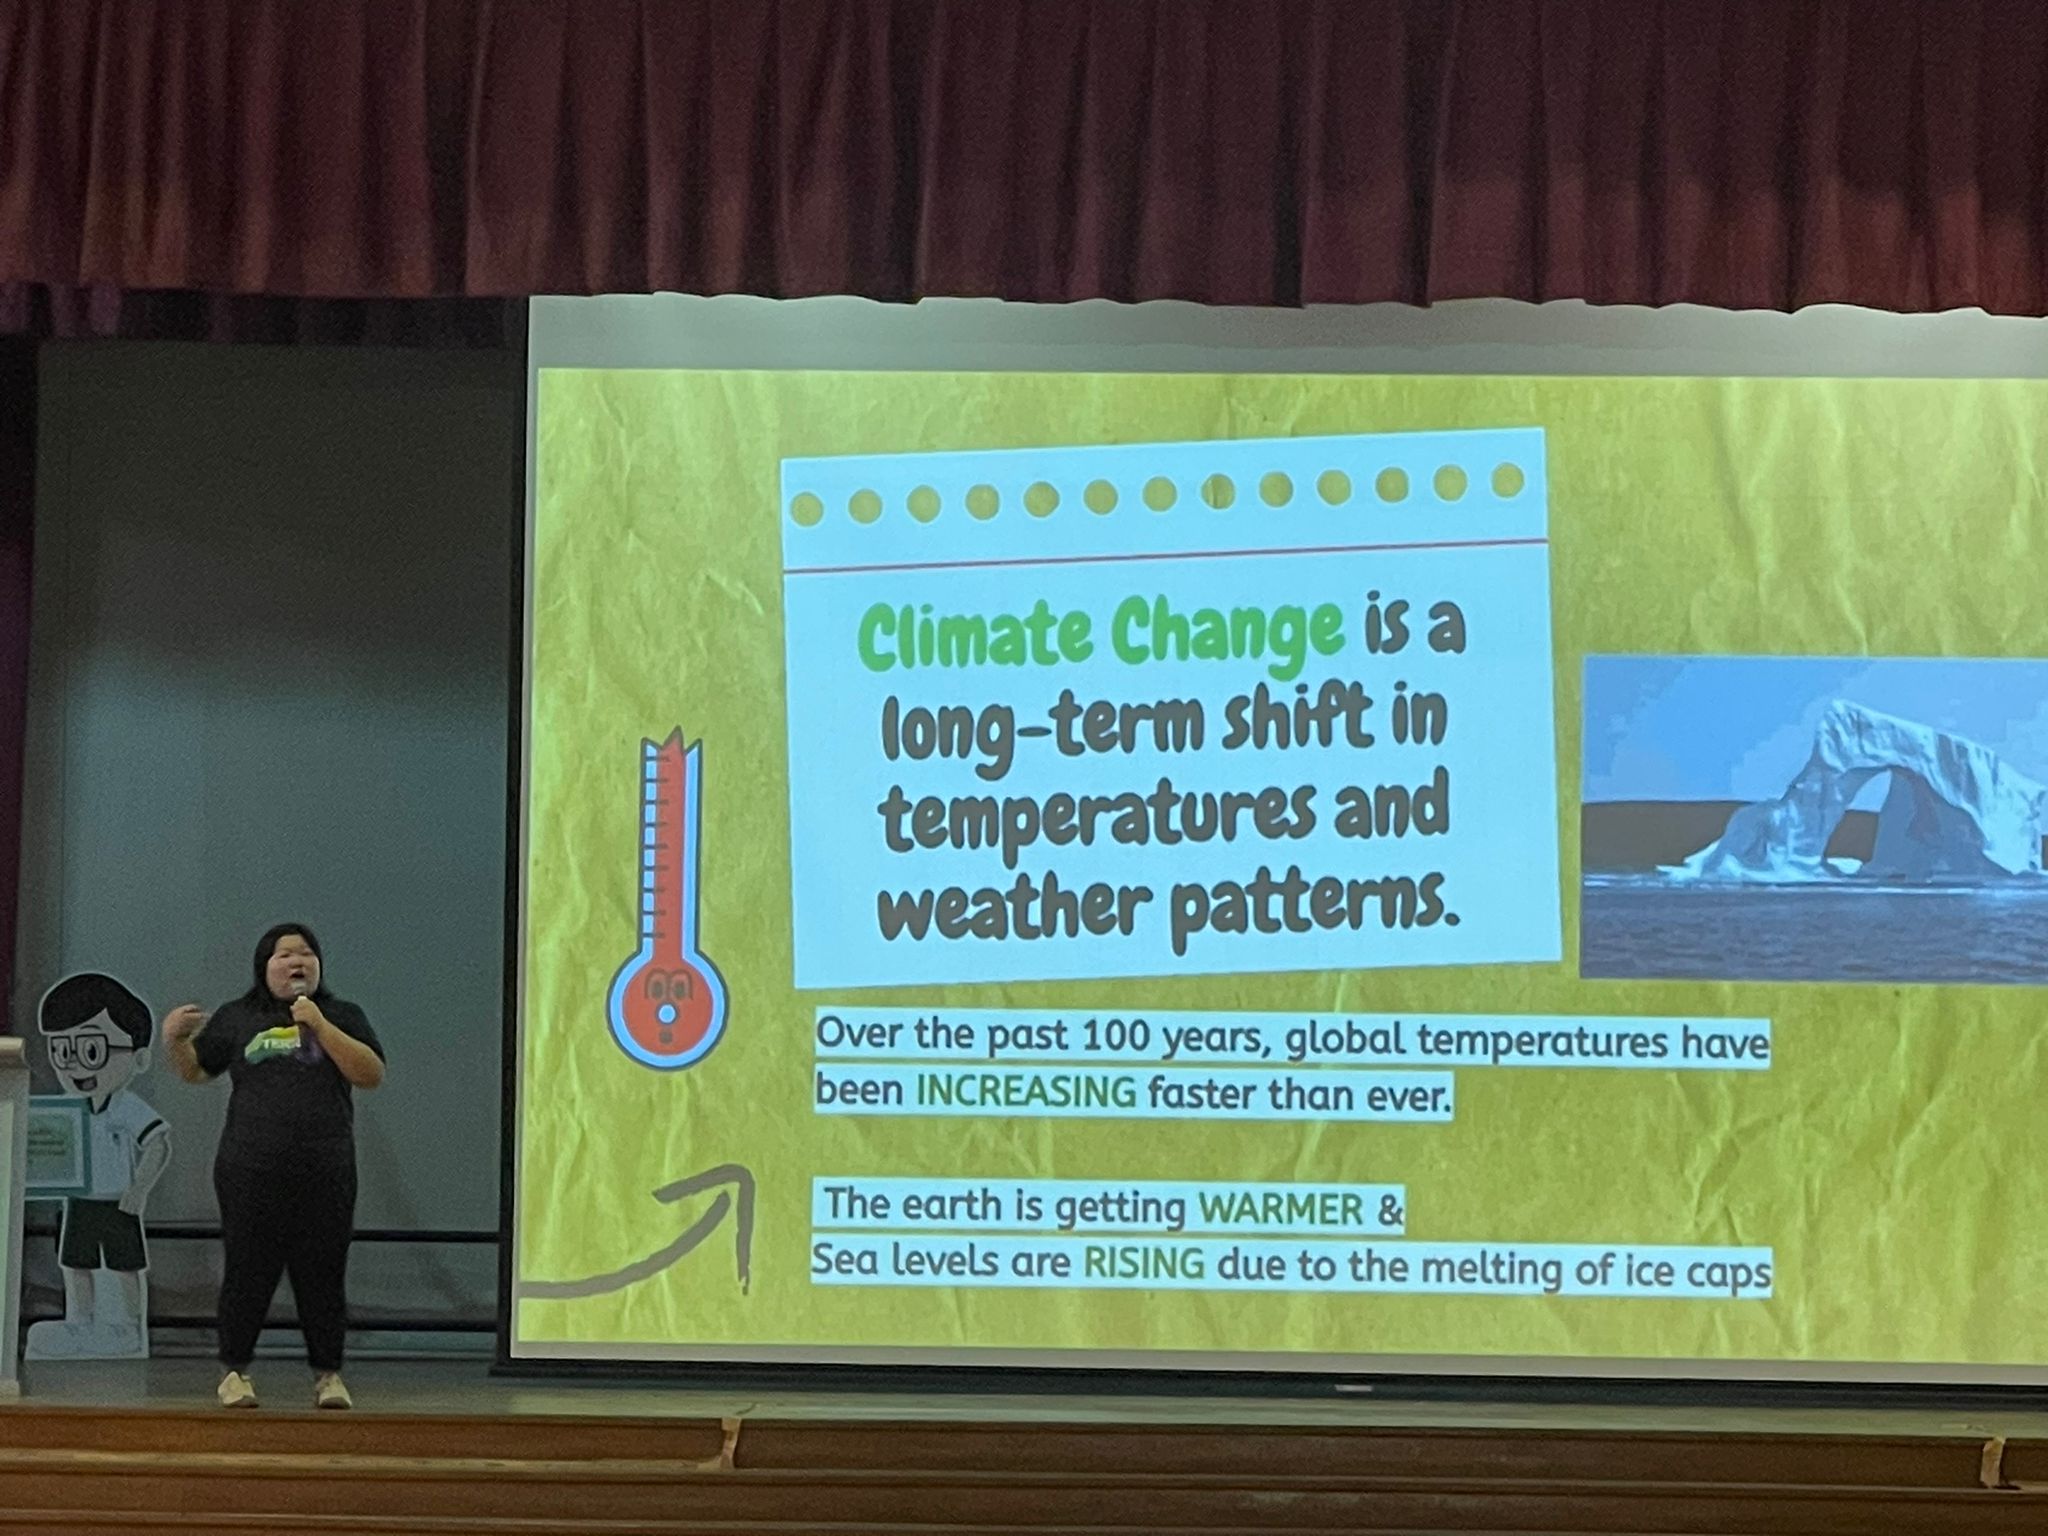 Climate Change is a
long-term shift in
temperatures and
weather patterns.
Over the past 100 years, global temperatures have
been INCREASING faster than ever.
The earth is getting WARMER &
Sea levels are RISING due to the melting of ice caps